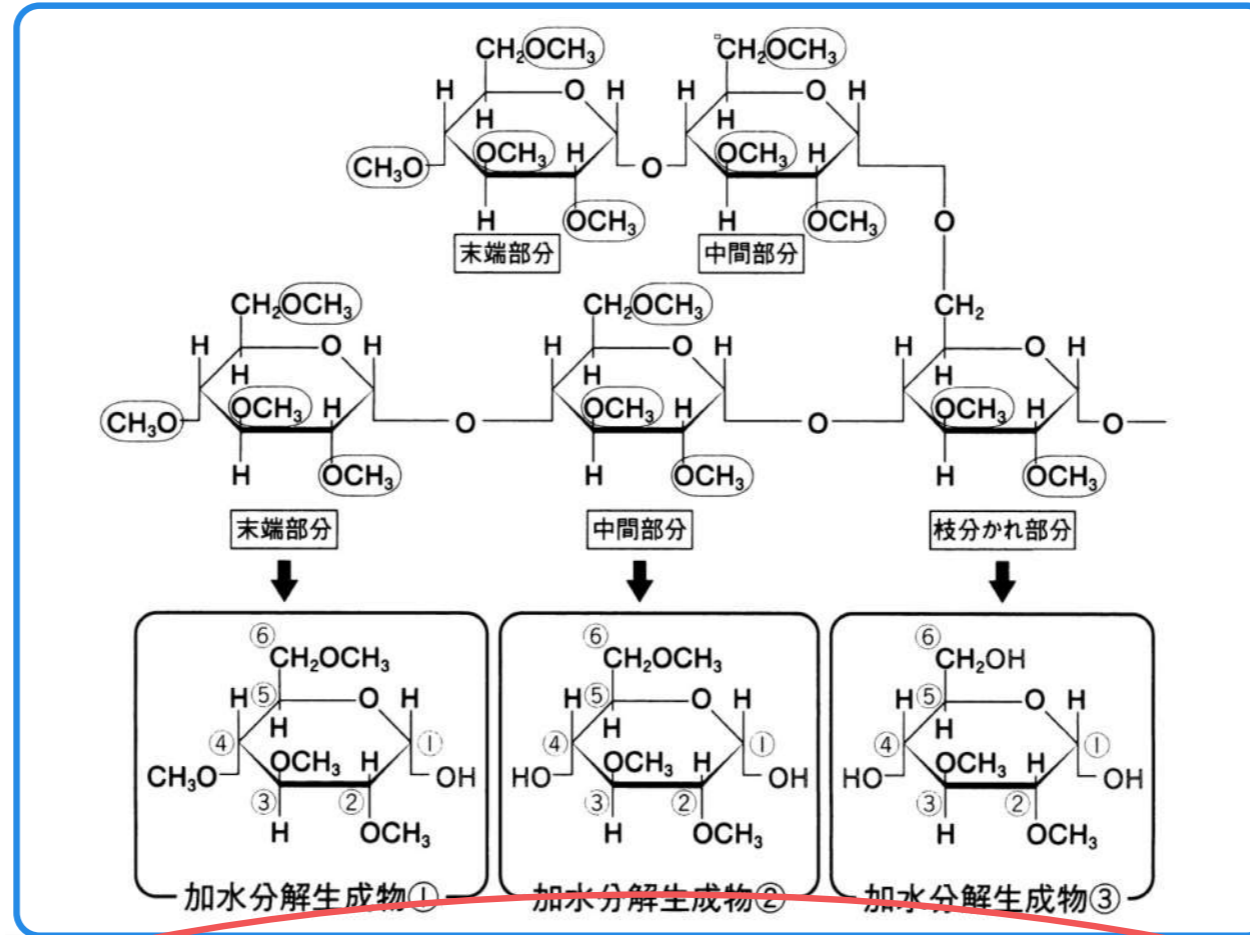 CH₂OCH₃ CH₂OCH₃
H O H H O H
H H
CH₃O OCH₃ H O OCH₃ H
H OCH₃ H OCH₃ O
末端部分 中間部分
CH₂OCH₃ CH₂OCH₃ CH₂
H O H H O H H O H
H H H
CH₃O OCH₃ H O OCH₃ H O OCH₃ H O
H OCH₃ H OCH₃ H OCH₃
末端部分 中間部分 枝分かれ部分
⑥ ⑥ ⑥
CH₂OCH₃ CH₂OCH₃ CH₂OH
H ⑤ O H H ⑤ O H H ⑤ O H
④ H ① ④ H ① ④ H ①
CH₃O OCH₃ H OH HO OCH₃ H OH HO OCH₃ H OH
③ ② ③ ② ③ ②
H OCH₃ H OCH₃ H OCH₃
加水分解生成物① 加水分解生成物② 加水分解生成物③